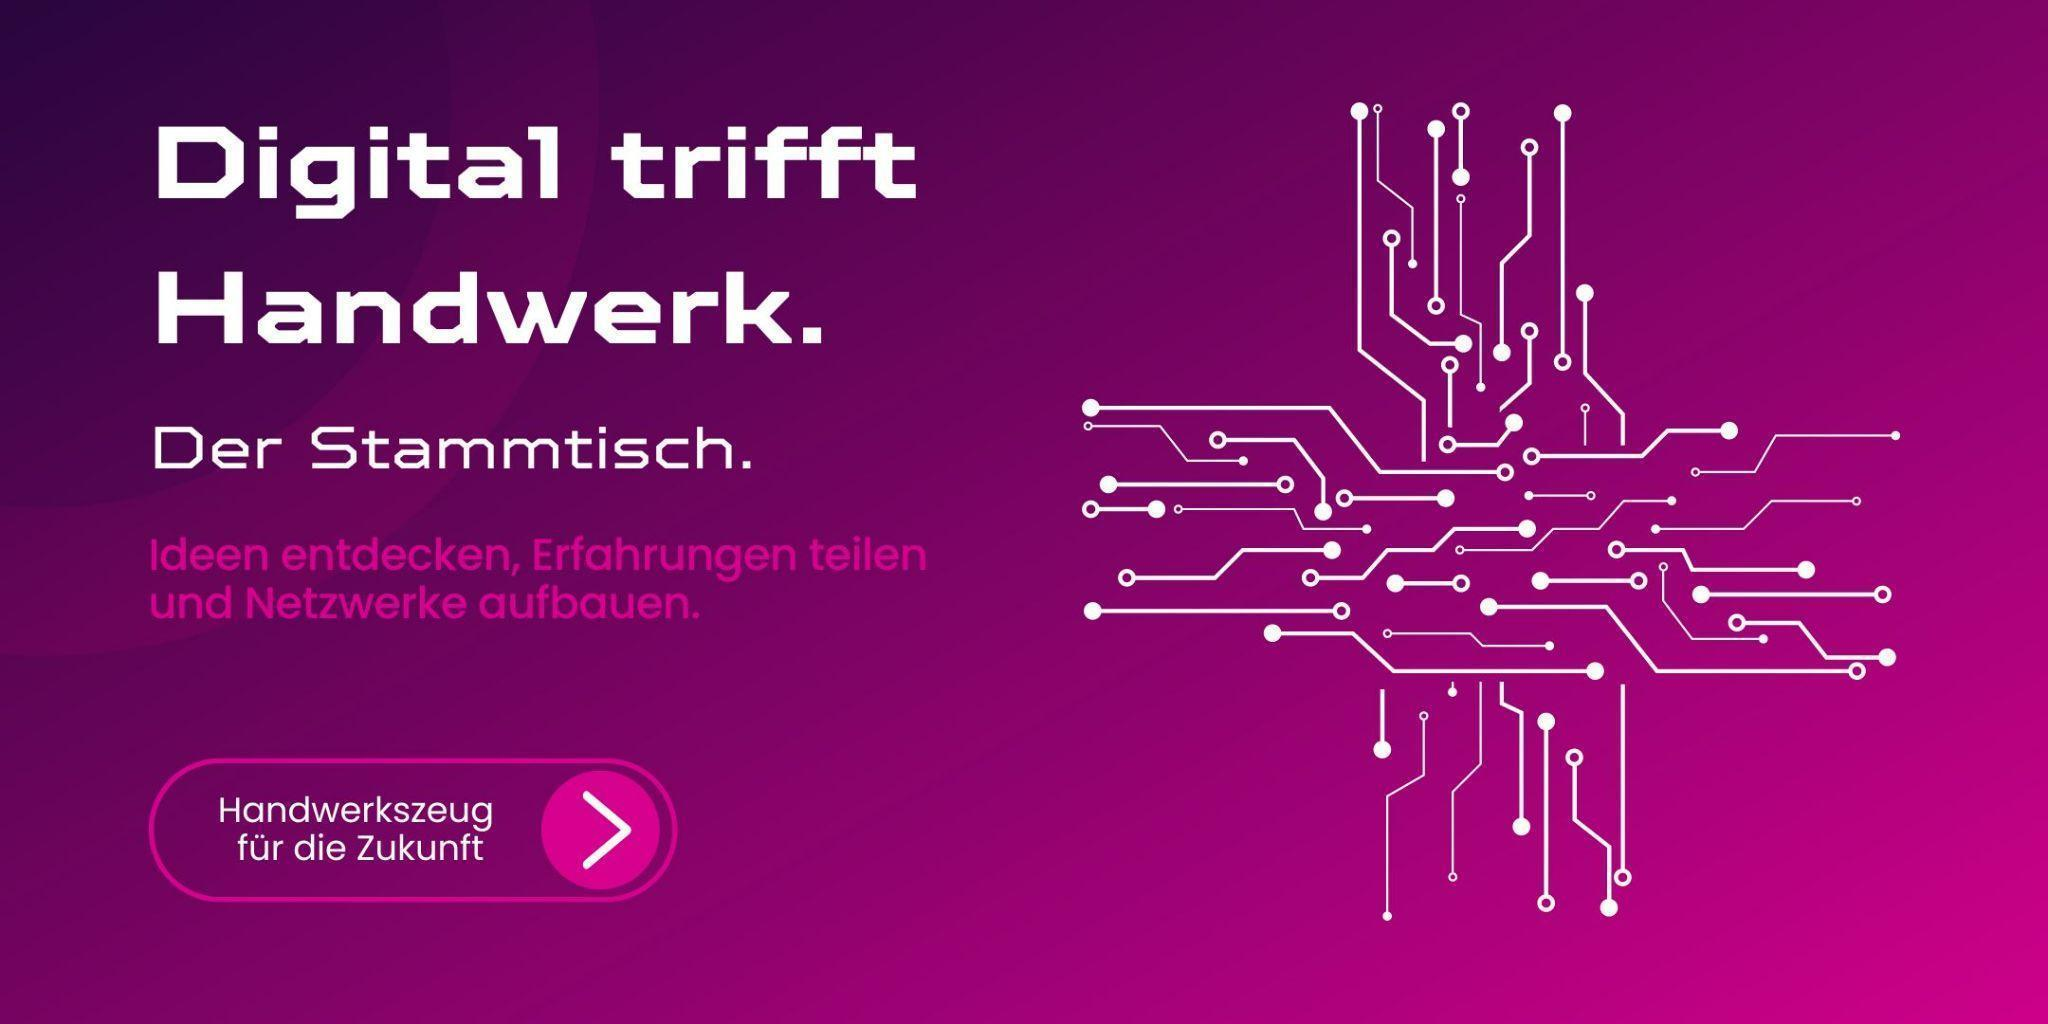 Digital trifft
Handwerk.
Der Stammtisch.
Ideen entdecken, Erfahrungen teilen
und Netzwerke aufbauen.
Handwerkszeug
für die Zukunft